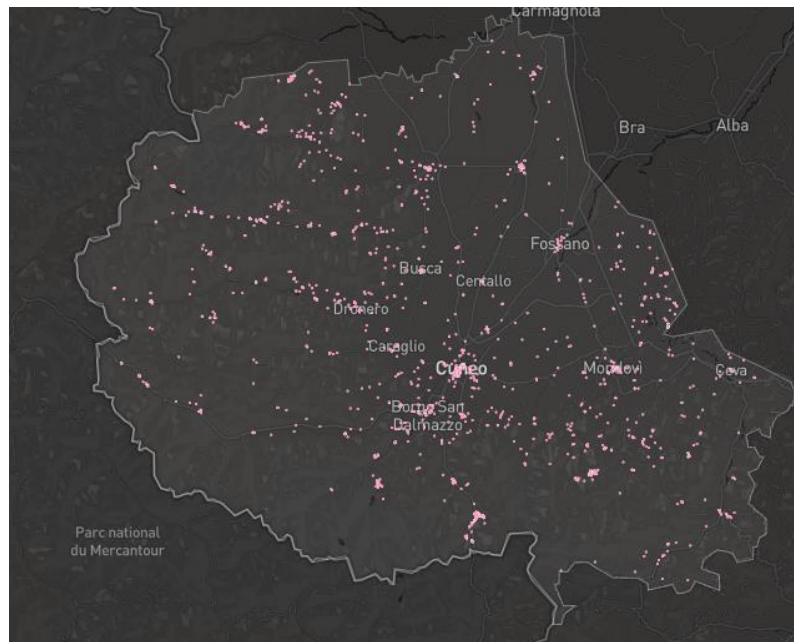 Carmagnola
Bra
Alba
Fossano
Busca
Centallo
Dronero
Caraglio
Cuneo
Mondovì
Ceva
Borgo San
Dalmazzo
Parc national
du Mercantour